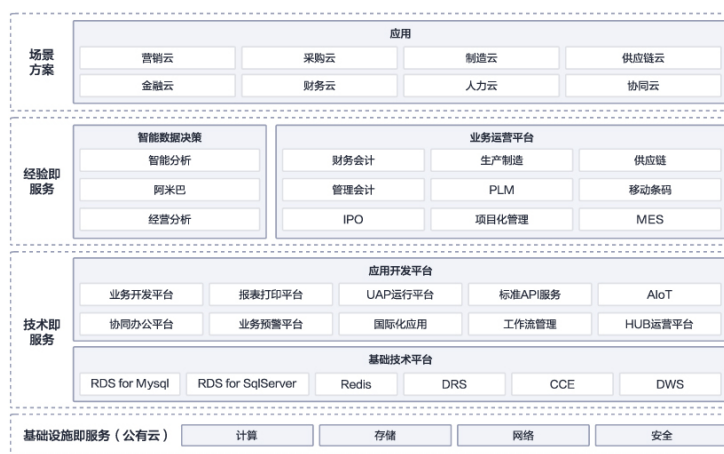 场景
方案
应用
营销云 采购云 制造云 供应链云
金融云 财务云 人力云 协同云
经验即
服务
智能数据决策
智能分析
阿米巴
经营分析
业务运营平台
财务会计 生产制造 供应链
管理会计 PLM 移动条码
IPO 项目化管理 MES
技术即
服务
应用开发平台
业务开发平台 报表打印平台 UAP运行平台 标准API服务 AIoT
协同办公平台 业务预警平台 国际化应用 工作流管理 HUB运营平台
基础技术平台
RDS for Mysql RDS for SqlServer Redis DRS CCE DWS
基础设施即服务（公有云） 计算 存储 网络 安全